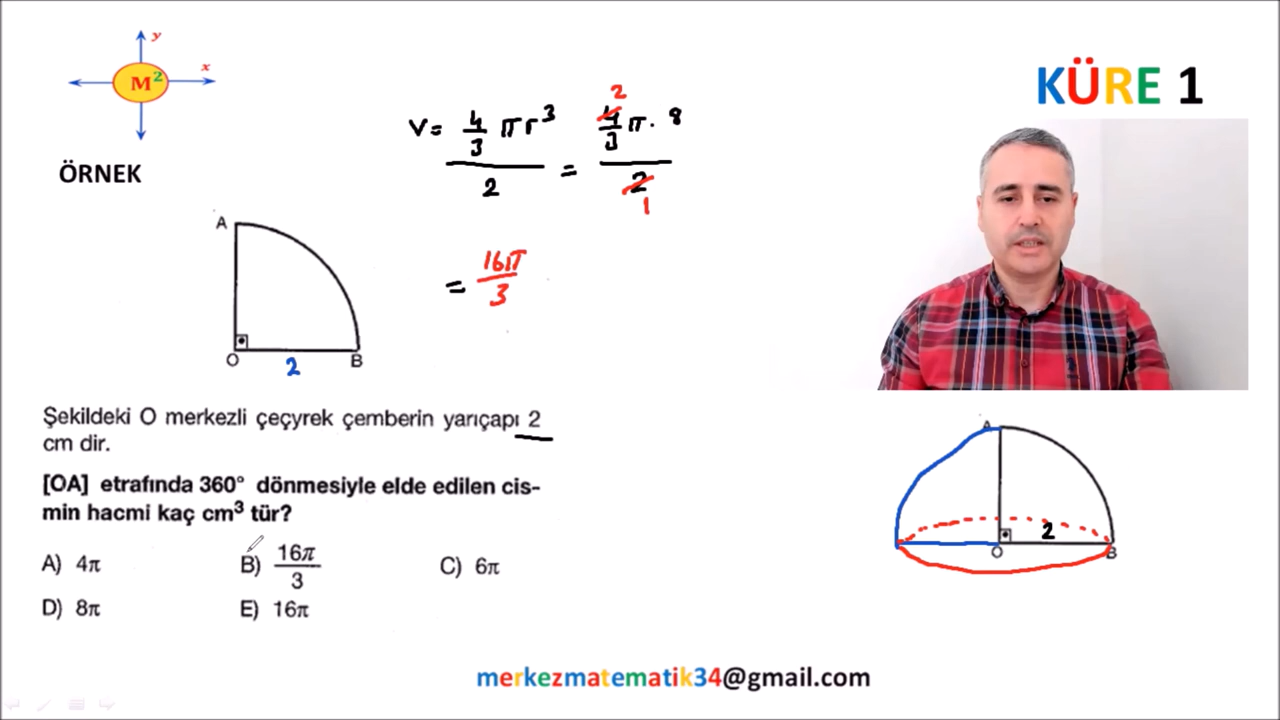 y
x
M²
KÜRE 1
ÖRNEK
V = 4/3 πr³ / 2 = 4/3 π · 8 / 2
2
1
= 16π/3
A
O
B
2
Şekildeki O merkezli çeçyrek çemberin yarıçapı 2
cm dir.
[OA] etrafında 360° dönmesiyle elde edilen cis-
min hacmi kaç cm³ tür?
A) 4π B) 16π/3 C) 6π
D) 8π E) 16π
A
2
O
B
merkezmatematik34@gmail.com